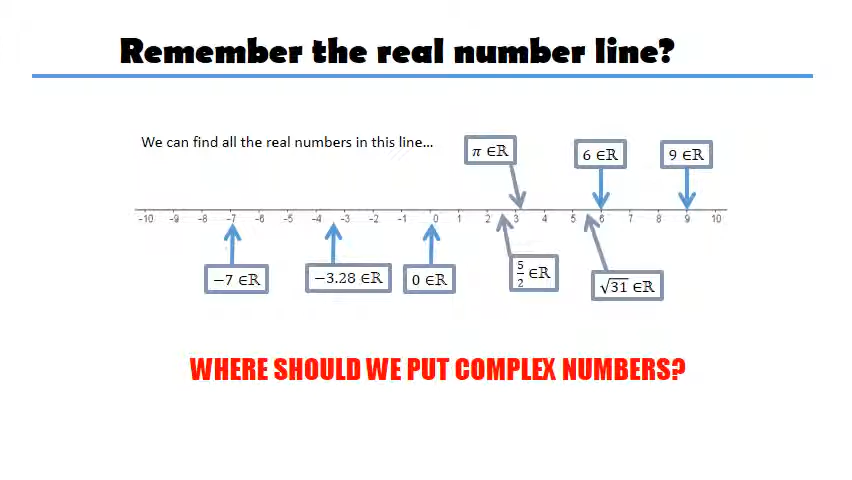 Remember the real number line?
We can find all the real numbers in this line...
π ∈ℝ
6 ∈ℝ
9 ∈ℝ
-10 -9 -8 -7 -6 -5 -4 -3 -2 -1 0 1 2 3 4 5 6 7 8 9 10
−7 ∈ℝ
−3.28 ∈ℝ
0 ∈ℝ
5/2 ∈ℝ
√31 ∈ℝ
WHERE SHOULD WE PUT COMPLEX NUMBERS?